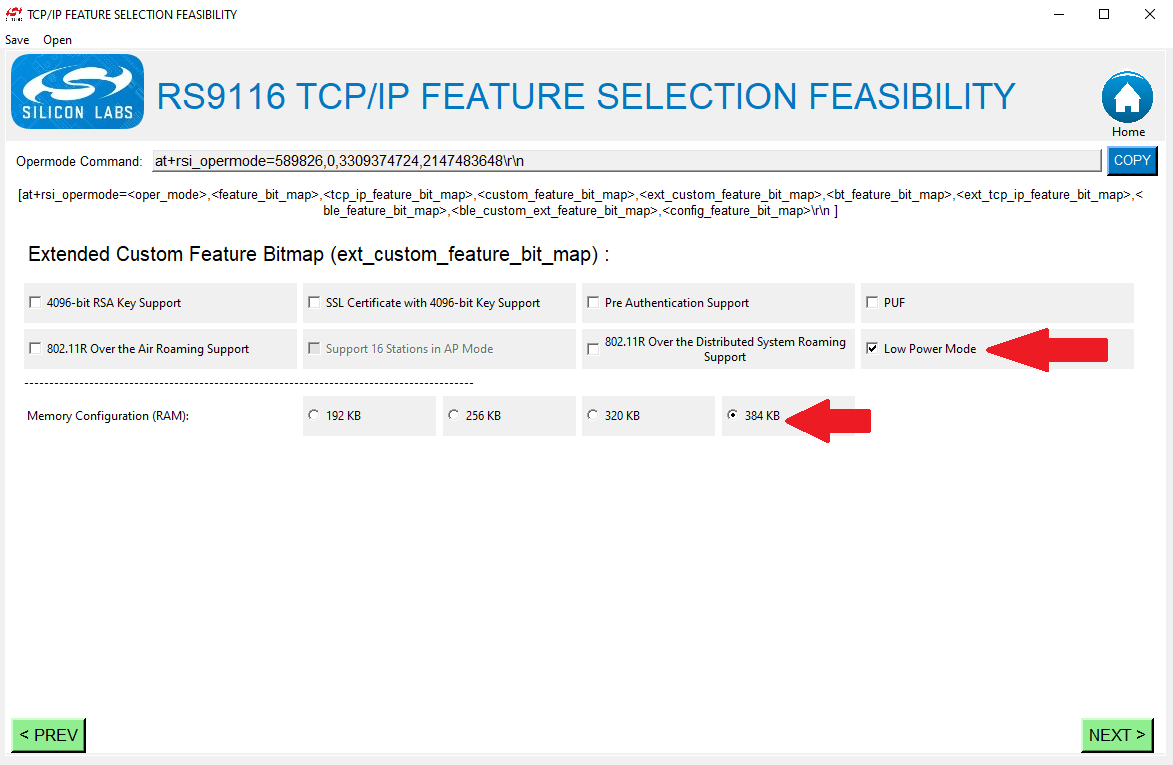 TCP/IP FEATURE SELECTION FEASIBILITY
Save Open
SILICON LABS
RS9116 TCP/IP FEATURE SELECTION FEASIBILITY
Home
Opermode Command: at+rsi_opermode=589826,0,3309374724,2147483648\r\n COPY
[at+rsi_opermode=<oper_mode>,<feature_bit_map>,<tcp_ip_feature_bit_map>,<custom_feature_bit_map>,<ext_custom_feature_bit_map>,<bt_feature_bit_map>,<ext_tcp_ip_feature_bit_map>,<
ble_feature_bit_map>,<ble_custom_ext_feature_bit_map>,<config_feature_bit_map>\r\n ]
Extended Custom Feature Bitmap (ext_custom_feature_bit_map) :
4096-bit RSA Key Support
SSL Certificate with 4096-bit Key Support
Pre Authentication Support
PUF
802.11R Over the Air Roaming Support
Support 16 Stations in AP Mode
802.11R Over the Distributed System Roaming
Support
Low Power Mode
Memory Configuration (RAM):
192 KB
256 KB
320 KB
384 KB
< PREV
NEXT >